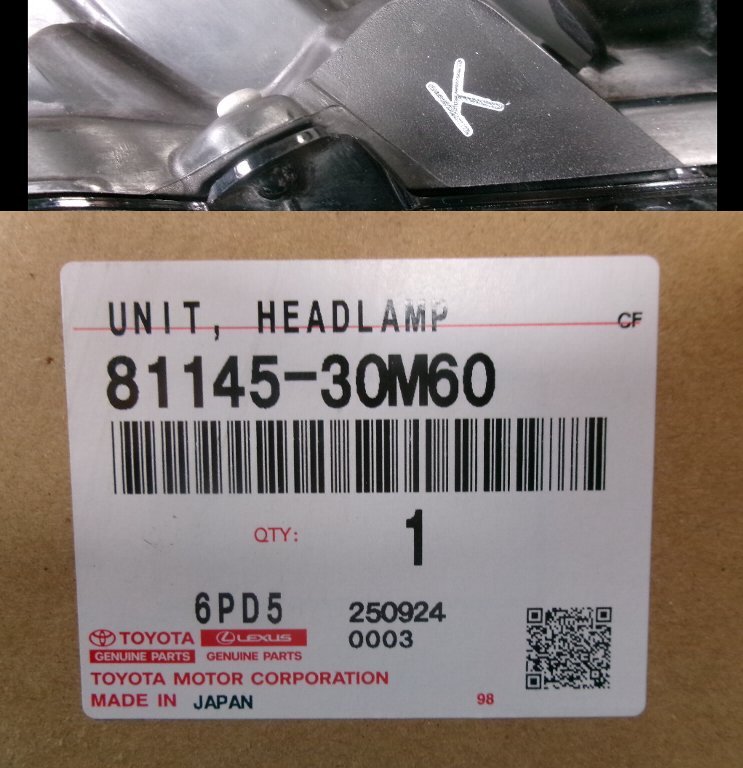 K
UNIT, HEADLAMP
CF
81145-30M60
QTY: 1
6PD5 250924
0003
TOYOTA LEXUS
GENUINE PARTS GENUINE PARTS
TOYOTA MOTOR CORPORATION
MADE IN JAPAN
98